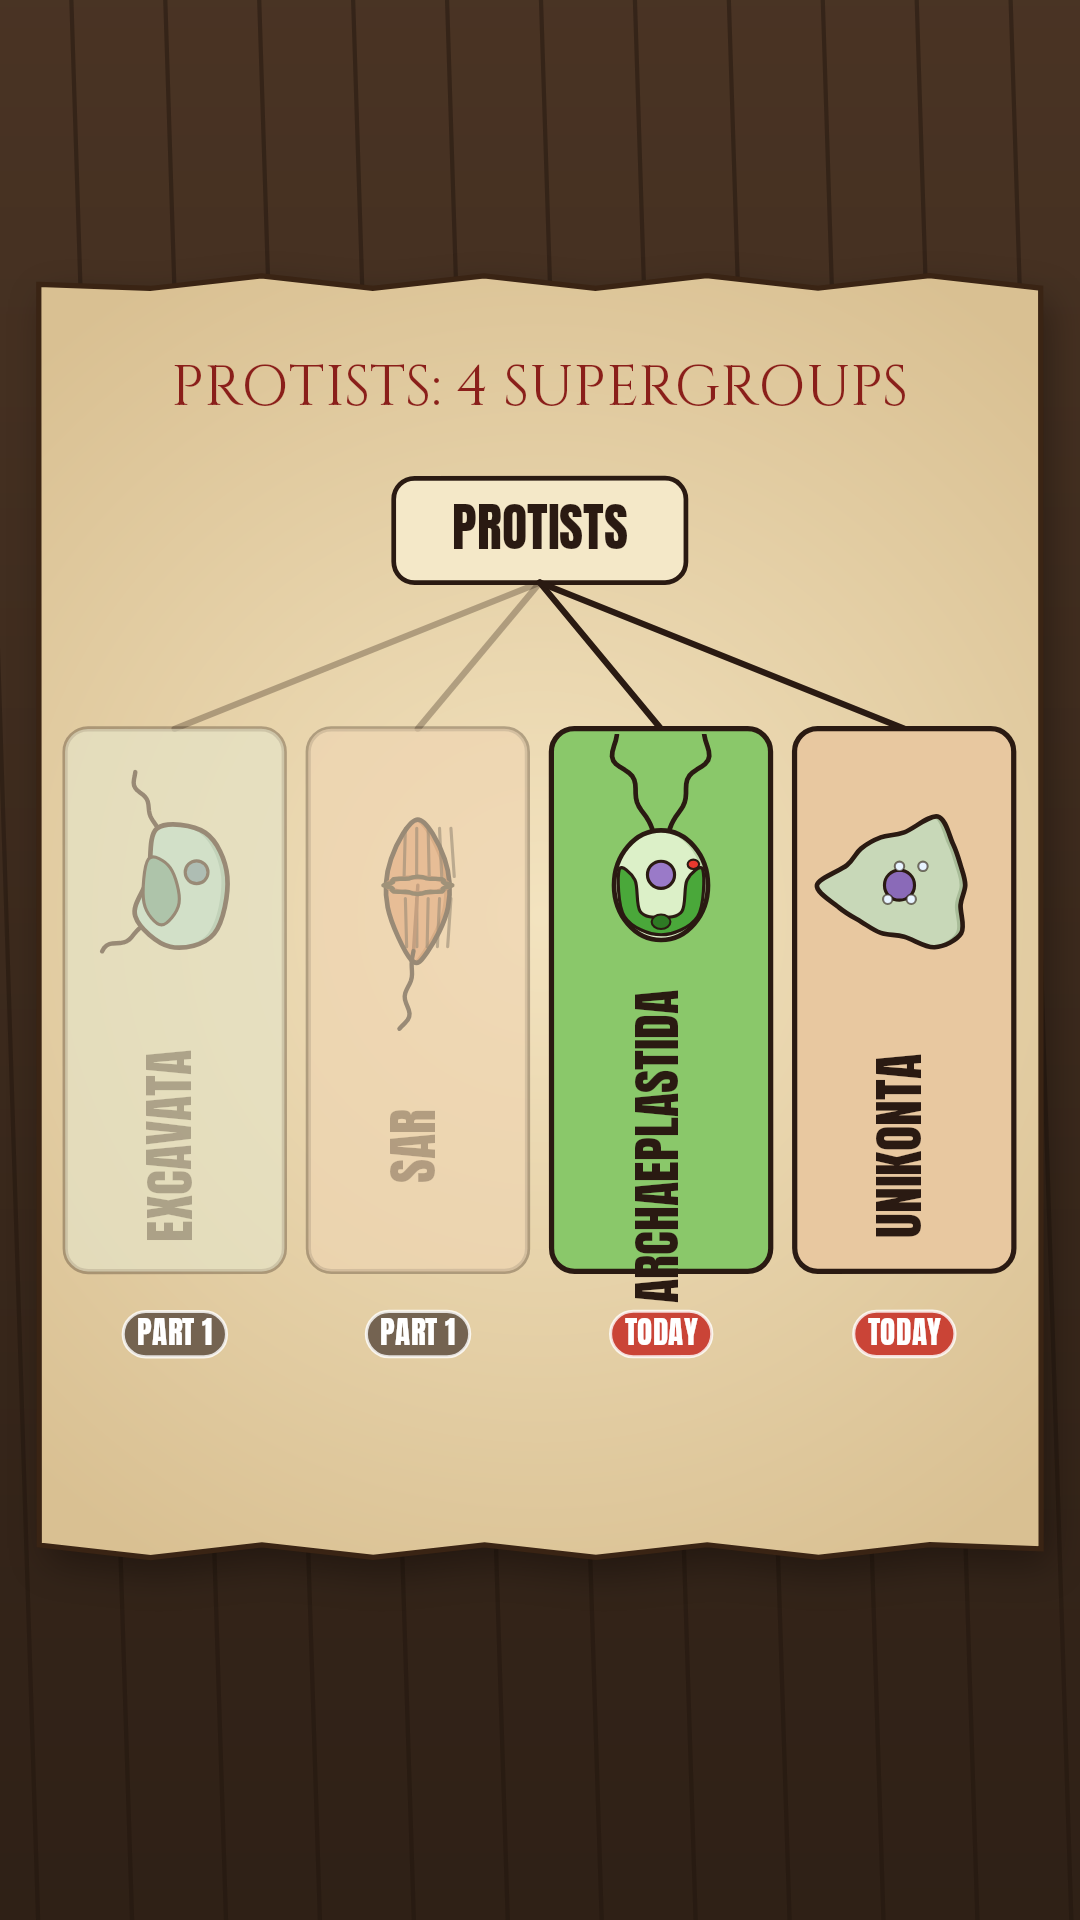 PROTISTS: 4 SUPERGROUPS
PROTISTS
EXCAVATA
SAR
ARCHAEPLASTIDA
UNIKONTA
PART 1
PART 1
TODAY
TODAY